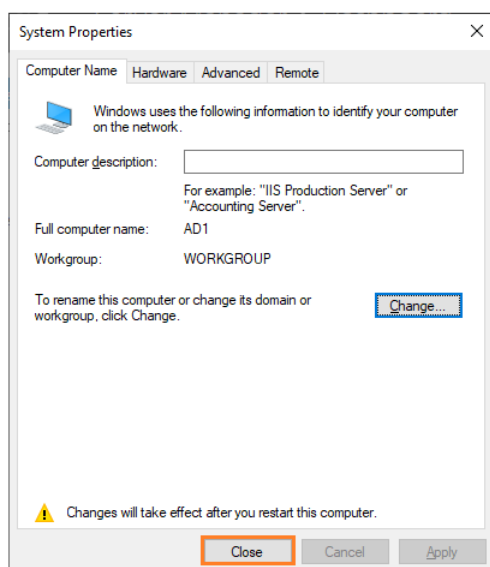 System Properties
Computer Name Hardware Advanced Remote
Windows uses the following information to identify your computer
on the network.
Computer description:
For example: "IIS Production Server" or
"Accounting Server".
Full computer name: AD1
Workgroup: WORKGROUP
To rename this computer or change its domain or
workgroup, click Change.
Change...
Changes will take effect after you restart this computer.
Close Cancel Apply